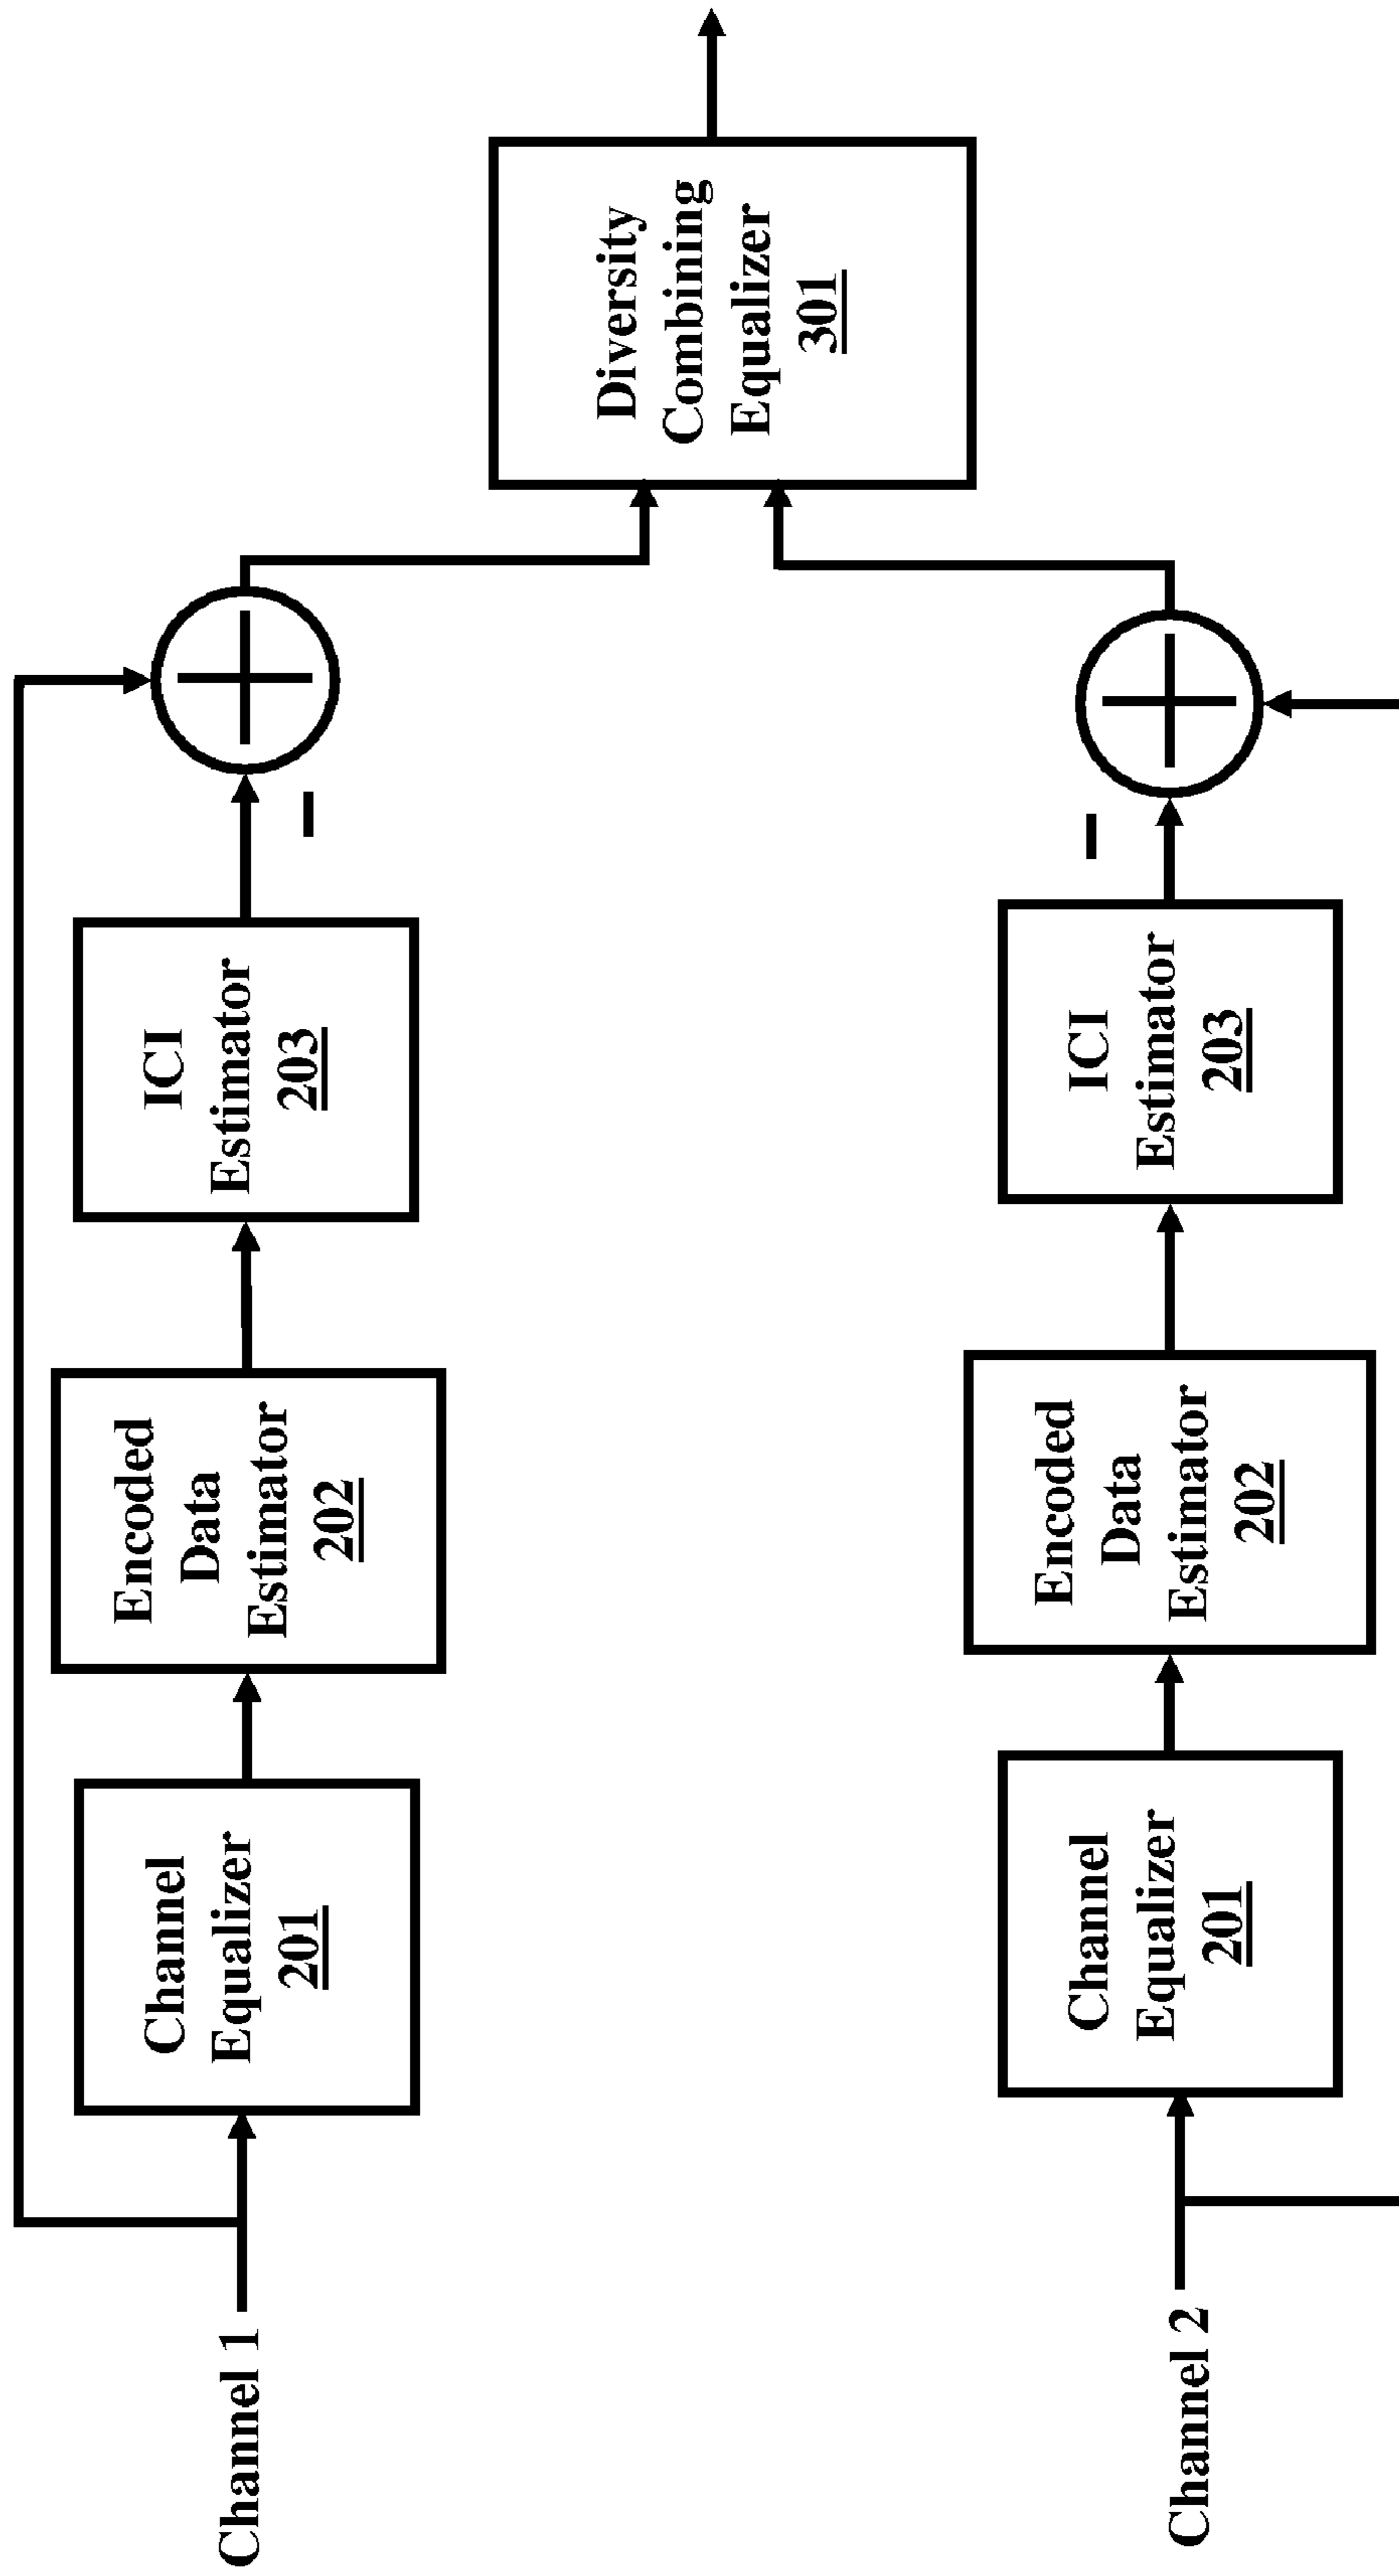 Channel 1
Channel
Equalizer
201
Encoded
Data
Estimator
202
ICI
Estimator
203
Diversity
Combining
Equalizer
301
Channel 2
Channel
Equalizer
201
Encoded
Data
Estimator
202
ICI
Estimator
203